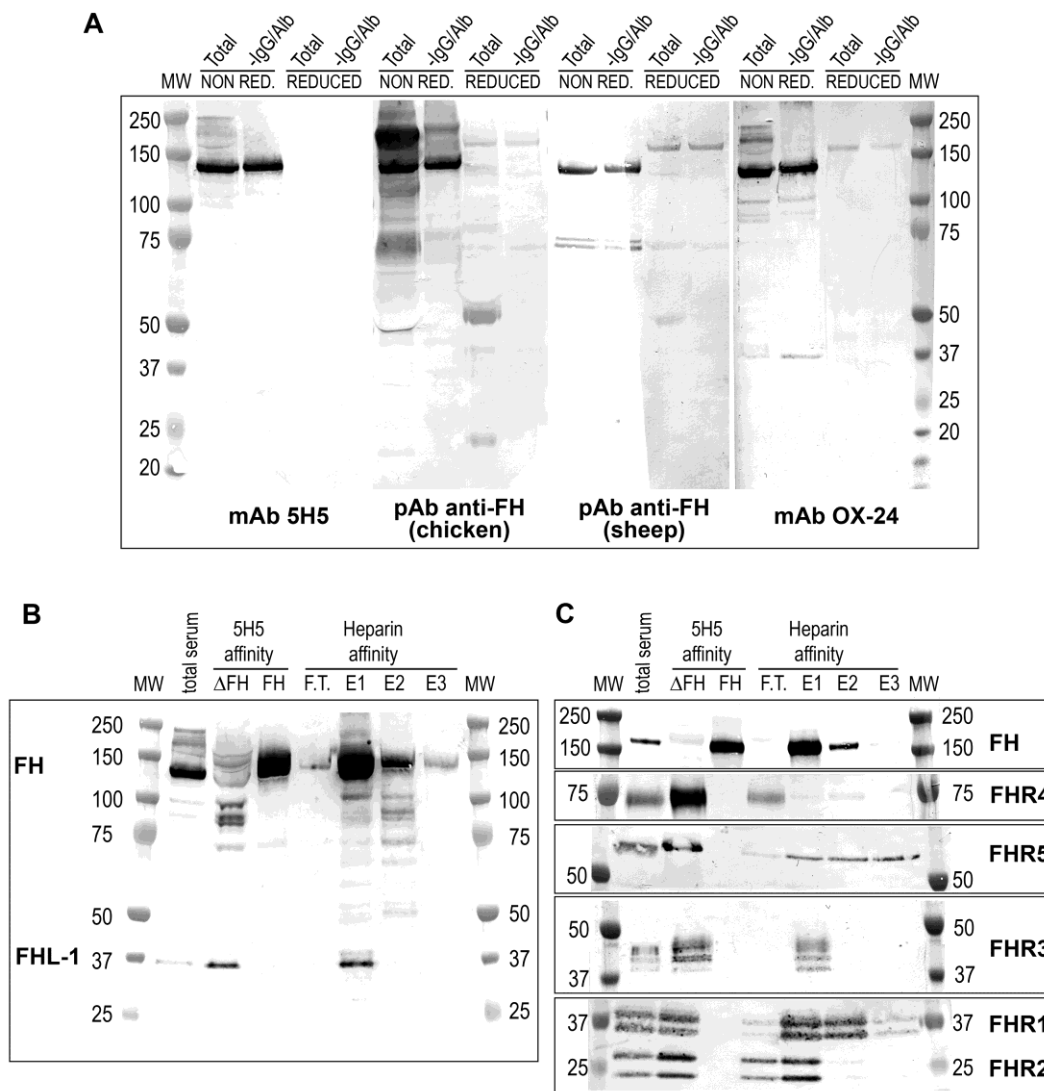 A
Total -IgG/Alb Total -IgG/Alb Total -IgG/Alb Total -IgG/Alb Total -IgG/Alb Total -IgG/Alb Total -IgG/Alb Total -IgG/Alb
MW NON RED. REDUCED NON RED. REDUCED NON RED. REDUCED NON RED. REDUCED MW
250 250
150 150
100 100
75 75
50 50
37 37
25 25
20 20
mAb 5H5 pAb anti-FH (chicken) pAb anti-FH (sheep) mAb OX-24
B
total serum 5H5 affinity Heparin affinity
MW ΔFH FH F.T. E1 E2 E3 MW
250 250
FH 150 150
100 100
75 75
50 50
FHL-1 37 37
25 25
C
total serum 5H5 affinity Heparin affinity
MW ΔFH FH F.T. E1 E2 E3 MW
250 250
150 150 FH
75 75 FHR4
FHR5
50 50
50 50
FHR3
37 37
37 37 FHR1
25 25 FHR2